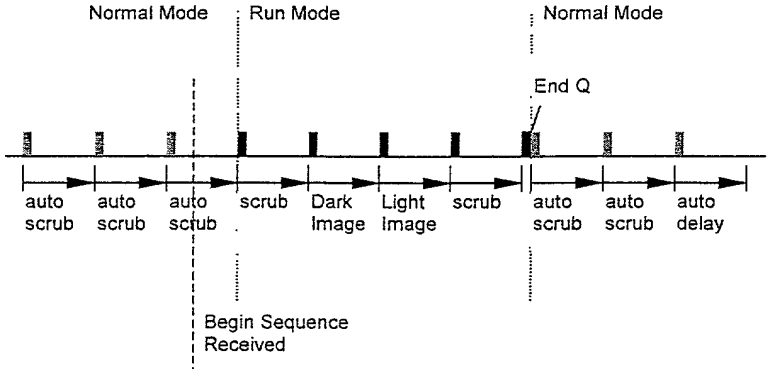 Normal Mode
Run Mode
Normal Mode
End Q
auto
scrub
auto
scrub
auto
scrub
scrub
Dark
Image
Light
Image
scrub
auto
scrub
auto
scrub
auto
delay
Begin Sequence
Received